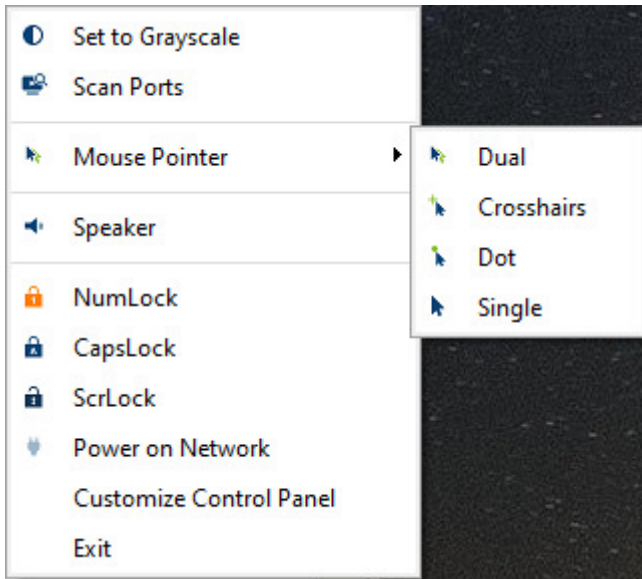 Set to Grayscale
Scan Ports
Mouse Pointer
Dual
Crosshairs
Dot
Single
Speaker
NumLock
CapsLock
ScrLock
Power on Network
Customize Control Panel
Exit